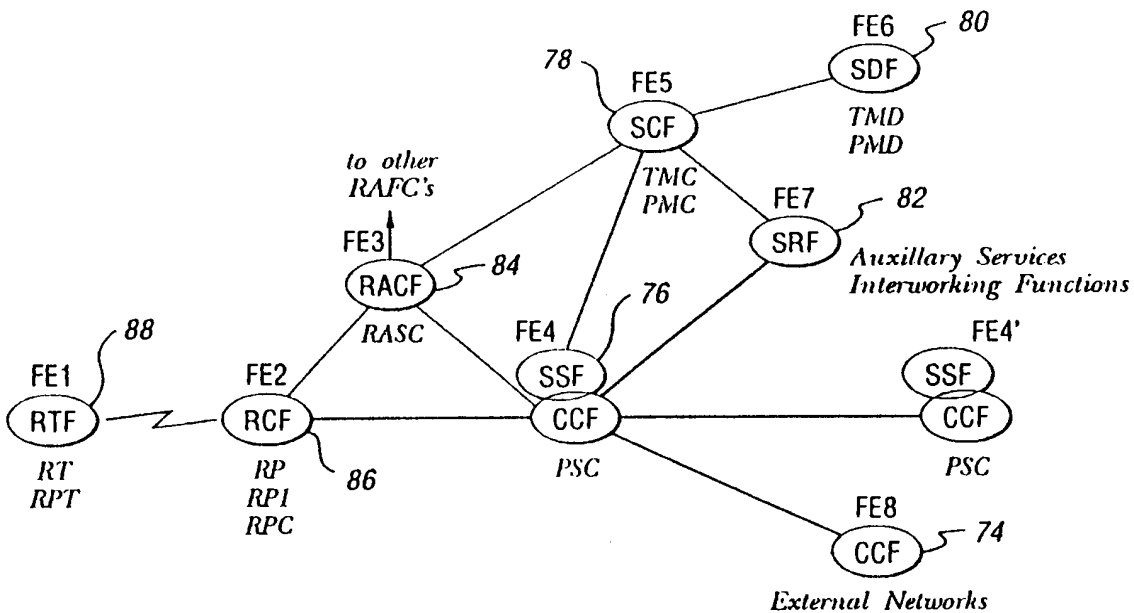 FE6
80
SDF
TMD
PMD
78
FE5
SCF
TMC
PMC
to other
RAFC's
FE7
82
SRF
Auxillary Services
Interworking Functions
FE3
84
RACF
RASC
76
FE4
SSF
CCF
PSC
FE4'
SSF
CCF
PSC
88
FE1
RTF
RT
RPT
FE2
RCF
86
RP
RPI
RPC
FE8
CCF
74
External Networks